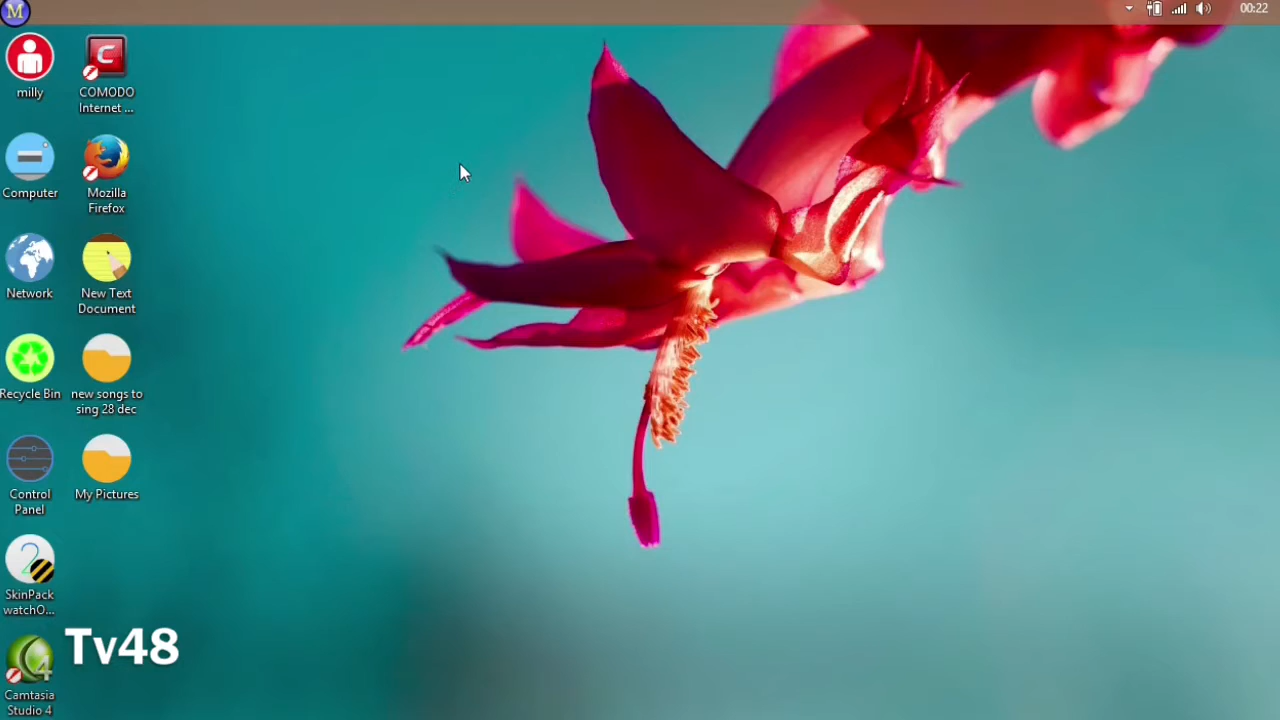 M
00:22
milly
COMODO
Internet ...
Computer
Mozilla
Firefox
Network
New Text
Document
Recycle Bin
new songs to
sing 28 dec
Control
Panel
My Pictures
SkinPack
watchO...
Tv48
Camtasia
Studio 4